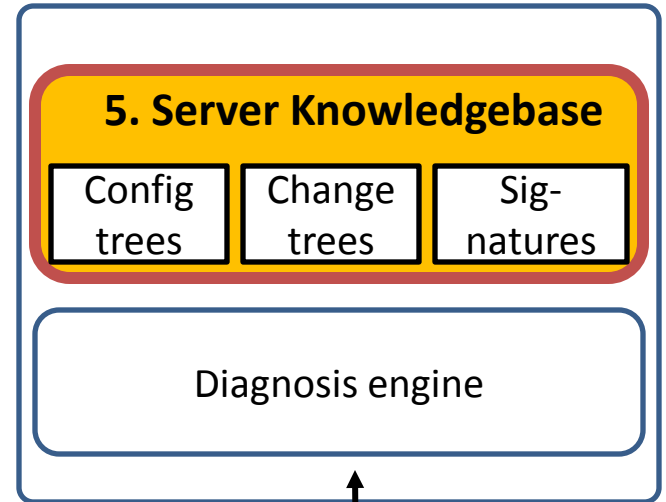 5. Server Knowledgebase
Config
trees
Change
trees
Sig-
natures
Diagnosis engine